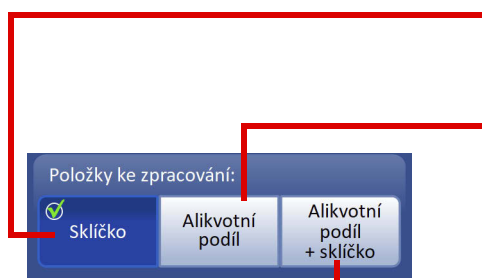 Položky ke zpracování:
Sklíčko
Alikvotní
podíl
Alikvotní
podíl
+ sklíčko